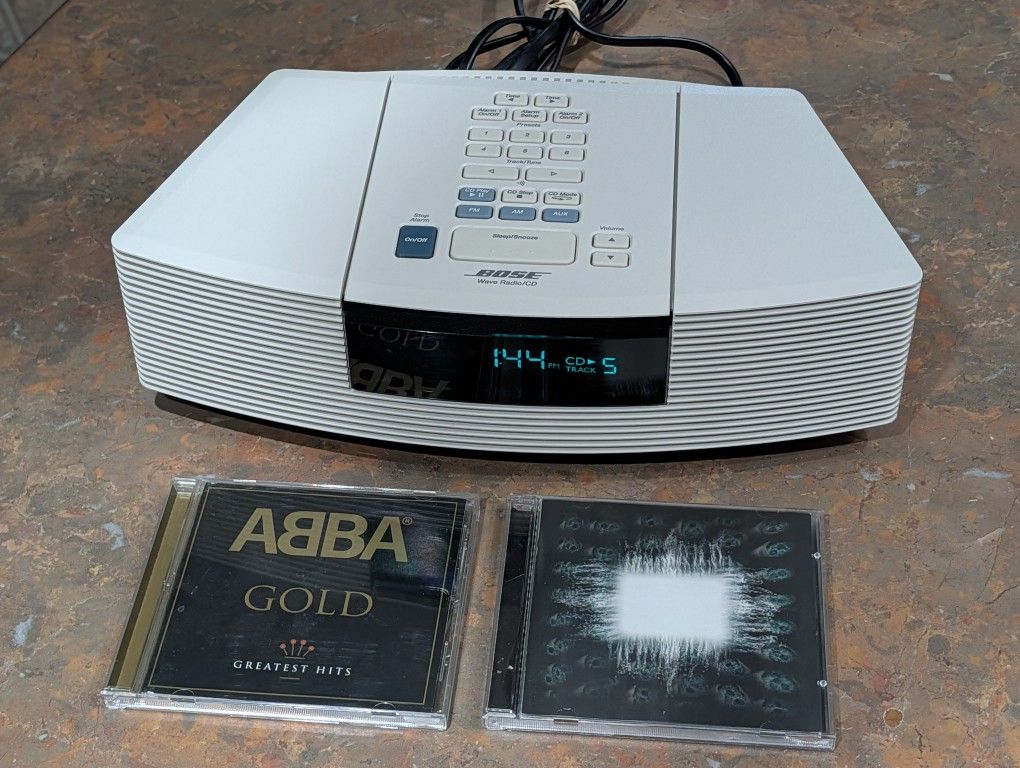 Time Time
Alarm 1 On/Off Alarm Setup Alarm 2 On/Off
Presets
1 2 3
4 5 6
Track/Tune
CD Play CD Stop CD Mode
FM AM AUX
Stop Alarm
On/Off Sleep/Snooze Volume
BOSE
Wave Radio/CD
GOLD
ABBA
1:44 PM CD TRACK 5
ABBA®
GOLD
GREATEST HITS